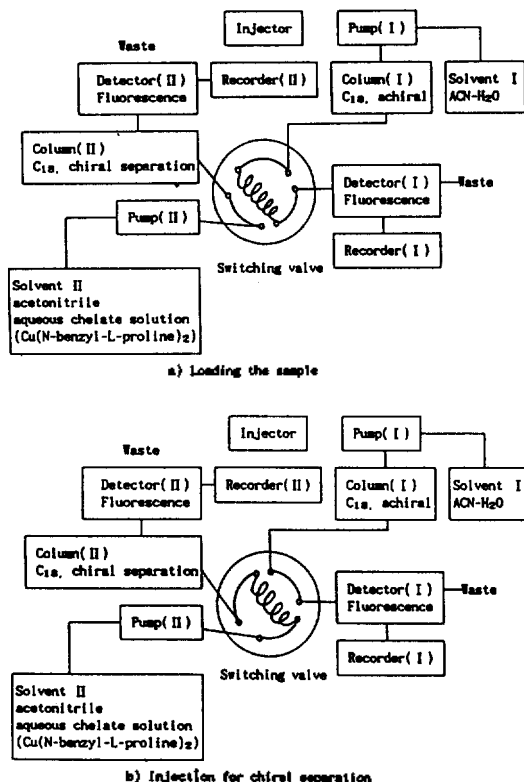 Injector
Pump(Ⅰ)
Waste
Detector(Ⅱ)
Fluorescence
Recorder(Ⅱ)
Column(Ⅰ)
C18, achiral
Solvent Ⅰ
ACN-H2O
Column(Ⅱ)
C18, chiral separation
Detector(Ⅰ)
Fluorescence
Waste
Pump(Ⅱ)
Recorder(Ⅰ)
Switching valve
Solvent Ⅱ
acetonitrile
aqueous chelate solution
(Cu(N-benzyl-L-proline)2)
a) Loading the sample
Injector
Pump(Ⅰ)
Waste
Detector(Ⅱ)
Fluorescence
Recorder(Ⅱ)
Column(Ⅰ)
C18, achiral
Solvent Ⅰ
ACN-H2O
Column(Ⅱ)
C18, chiral separation
Detector(Ⅰ)
Fluorescence
Waste
Pump(Ⅱ)
Recorder(Ⅰ)
Switching valve
Solvent Ⅱ
acetonitrile
aqueous chelate solution
(Cu(N-benzyl-L-proline)2)
b) Injection for chiral separation